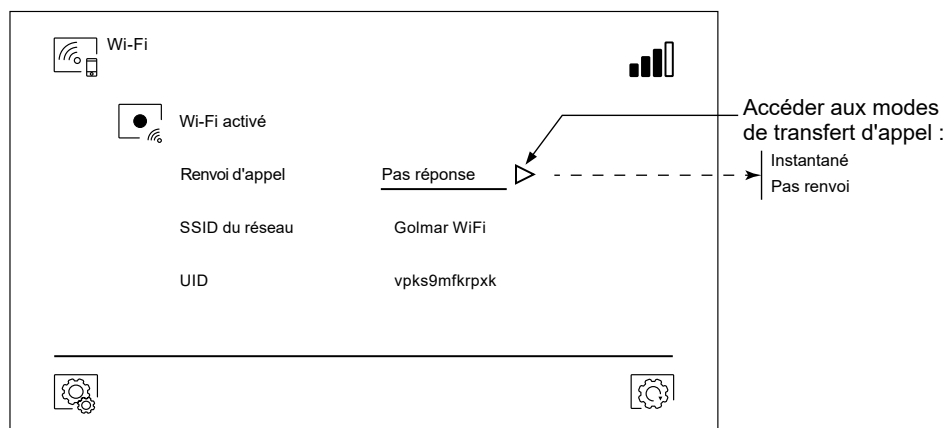 Wi-Fi
Wi-Fi activé
Accéder aux modes
de transfert d'appel :
Renvoi d'appel Pas réponse
Instantané
Pas renvoi
SSID du réseau Golmar WiFi
UID vpks9mfkrpxk